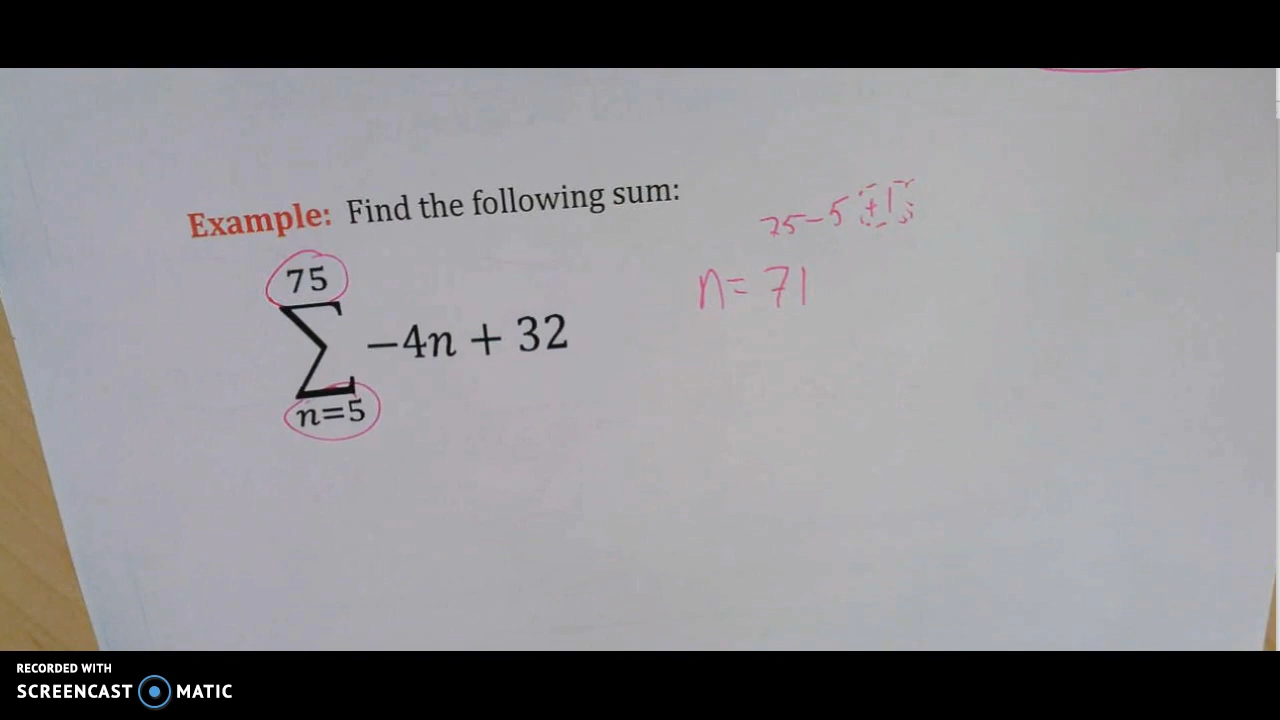 Example: Find the following sum:
75-5+1
75
n=71
∑ −4n + 32
n=5
RECORDED WITH
SCREENCAST MATIC